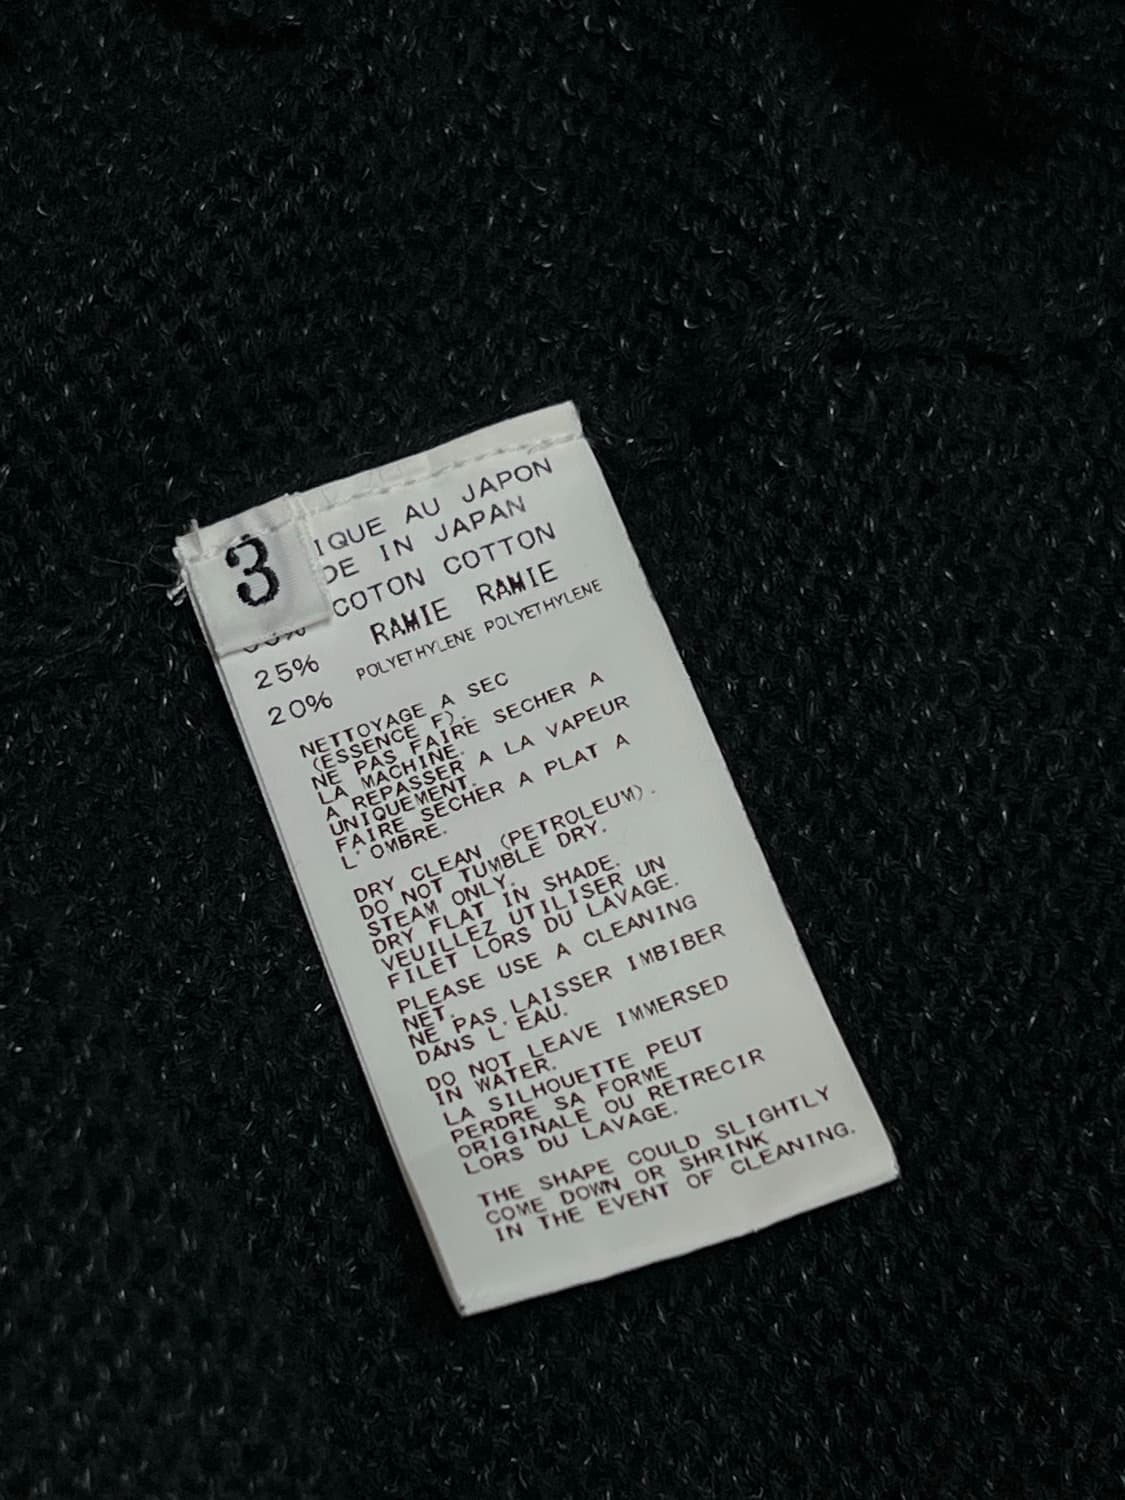 3
IQUE AU JAPON
DE IN JAPAN
COTON COTTON
25% RAMIE RAMIE
20% POLYETHYLENE POLYETHYLENE
NETTOYAGE A SEC
(ESSENCE F).
NE PAS FAIRE SECHER A
LA MACHINE.
A REPASSER A LA VAPEUR
UNIQUEMENT.
FAIRE SECHER A PLAT A
L'OMBRE.
DRY CLEAN (PETROLEUM).
DO NOT TUMBLE DRY.
STEAM ONLY.
DRY FLAT IN SHADE.
VEUILLEZ UTILISER UN
FILET LORS DU LAVAGE.
PLEASE USE A CLEANING
NET.
NE PAS LAISSER IMBIBER
DANS L'EAU.
DO NOT LEAVE IMMERSED
IN WATER.
LA SILHOUETTE PEUT
PERDRE SA FORME
ORIGINALE OU RETRECIR
LORS DU LAVAGE.
THE SHAPE COULD SLIGHTLY
COME DOWN OR SHRINK
IN THE EVENT OF CLEANING.